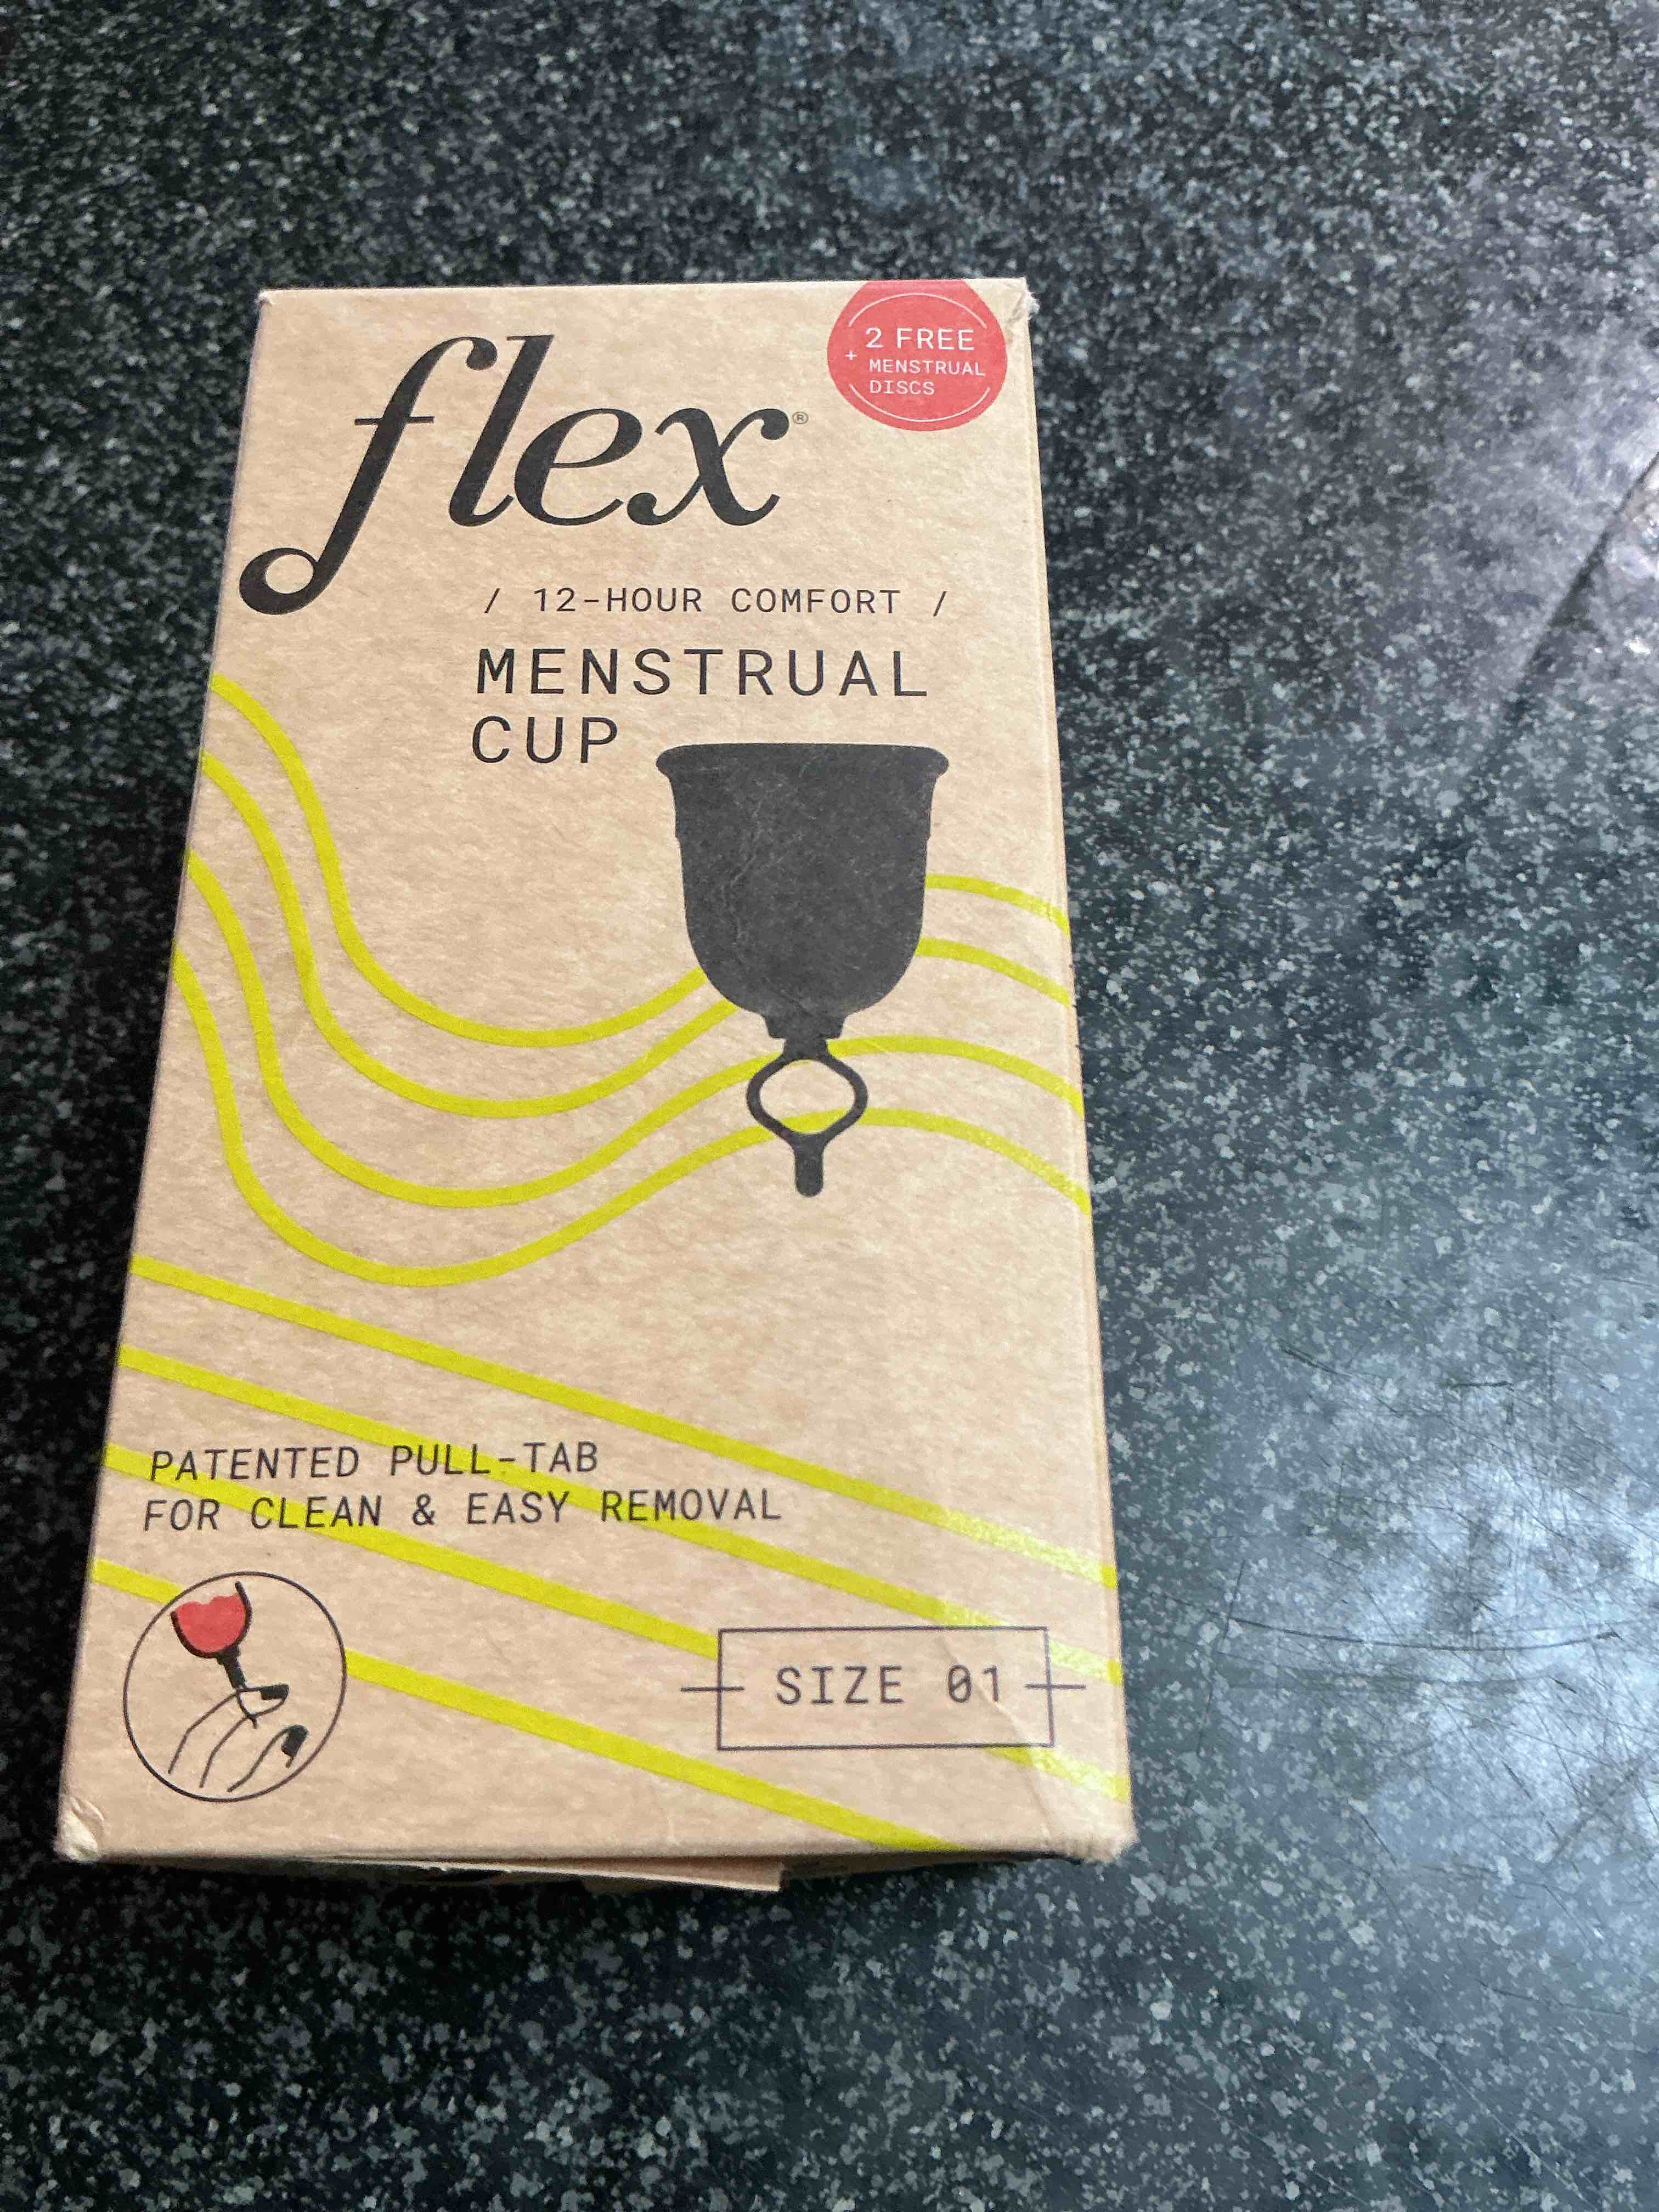 flex®
2 FREE
+ MENSTRUAL
DISCS
/ 12-HOUR COMFORT /
MENSTRUAL
CUP
PATENTED PULL-TAB
FOR CLEAN & EASY REMOVAL
SIZE 01